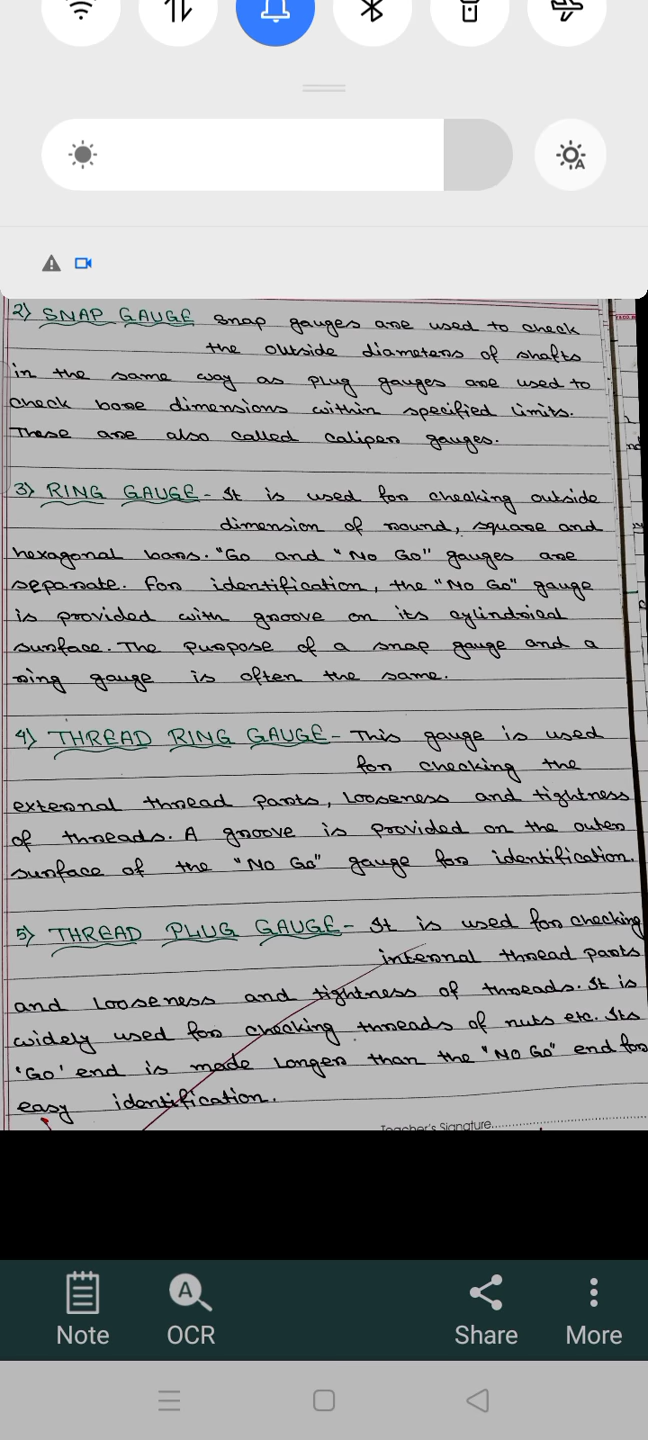 2) SNAP GAUGE snap gauges are used to check
the outside diameters of shafts
in the same way as plug gauges are used to
check bore dimensions within specified limits.
These are also called caliper gauges.
3) RING GAUGE - It is used for checking outside
dimension of round, square and
hexagonal bars. "Go and "No Go" gauges are
separate. For identification, the "No Go" gauge
is provided with groove on its cylindrical
surface. The purpose of a snap gauge and a
ring gauge is often the same.
4) THREAD RING GAUGE - This gauge is used
for checking the
external thread parts, looseness and tightness
of threads. A groove is provided on the outer
surface of the "No Go" gauge for identification.
5) THREAD PLUG GAUGE - It is used for checking
internal thread parts
and looseness and tightness of threads. It is
widely used for checking threads of nuts etc. Its
'Go' end is made longer than the "No Go" end for
easy identification.
Teacher's Signature
Note OCR Share More